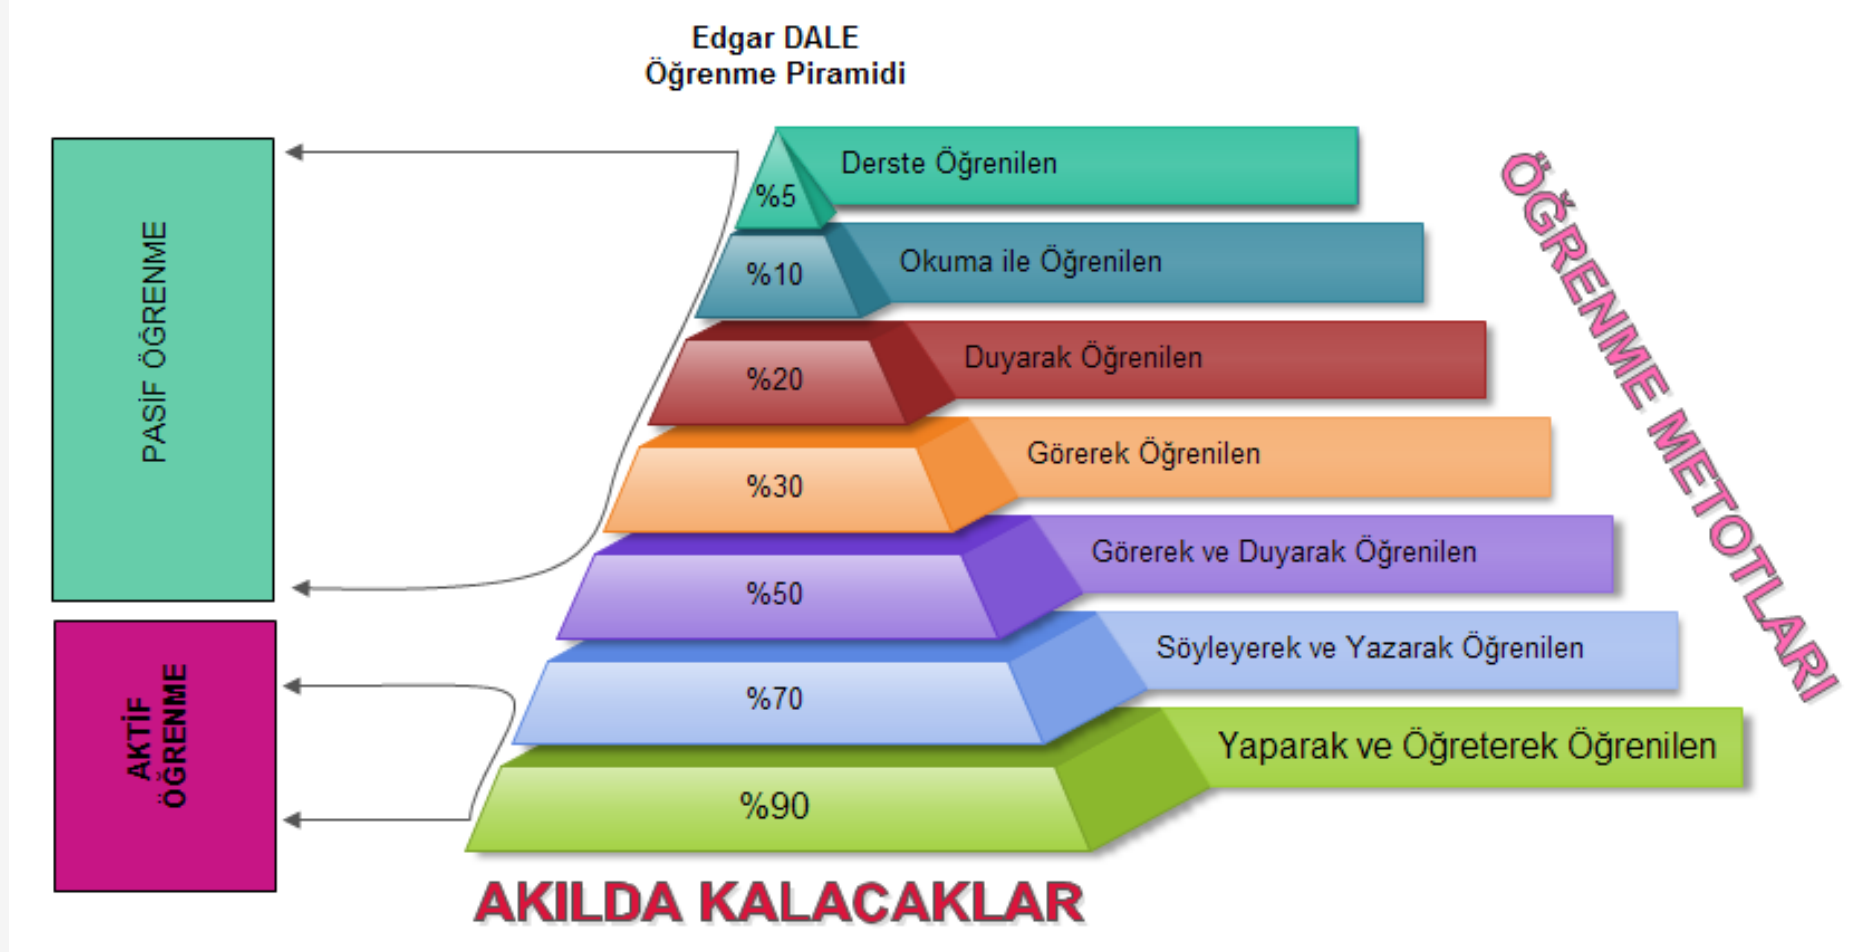 Edgar DALE
Öğrenme Piramidi
PASİF ÖĞRENME
AKTİF
ÖĞRENME
%5
Derste Öğrenilen
%10
Okuma ile Öğrenilen
%20
Duyarak Öğrenilen
%30
Görerek Öğrenilen
%50
Görerek ve Duyarak Öğrenilen
%70
Söyleyerek ve Yazarak Öğrenilen
%90
Yaparak ve Öğreterek Öğrenilen
ÖĞRENME METOTLARI
AKILDA KALACAKLAR